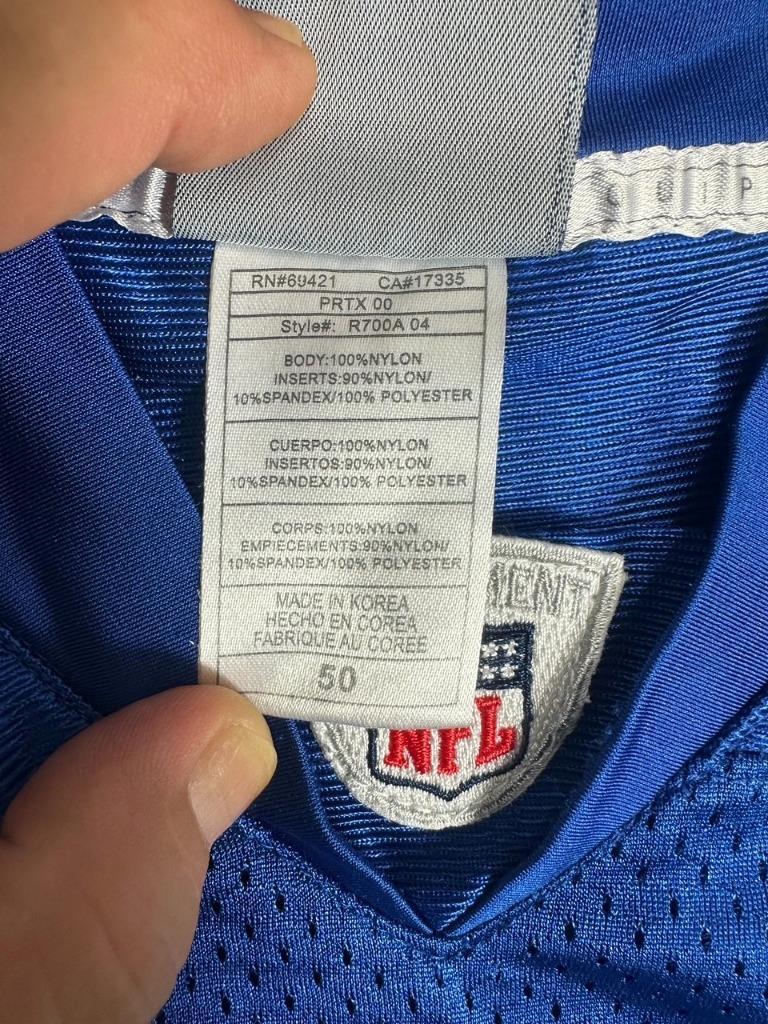 RN#69421 CA#17335
PRTX 00
Style#: R700A 04
BODY:100%NYLON
INSERTS:90%NYLON/
10%SPANDEX/100% POLYESTER
CUERPO:100%NYLON
INSERTOS:90%NYLON/
10%SPANDEX/100% POLYESTER
CORPS:100%NYLON
EMPIECEMENTS:90%NYLON/
10%SPANDEX/100% POLYESTER
MADE IN KOREA
HECHO EN COREA
FABRIQUE AU CORÉE
50
NFL